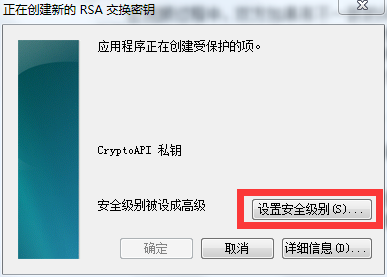 正在创建新的 RSA 交换密钥
应用程序正在创建受保护的项。
CryptoAPI 私钥
安全级别被设成高级
设置安全级别(S)...
确定
取消
详细信息(D)...